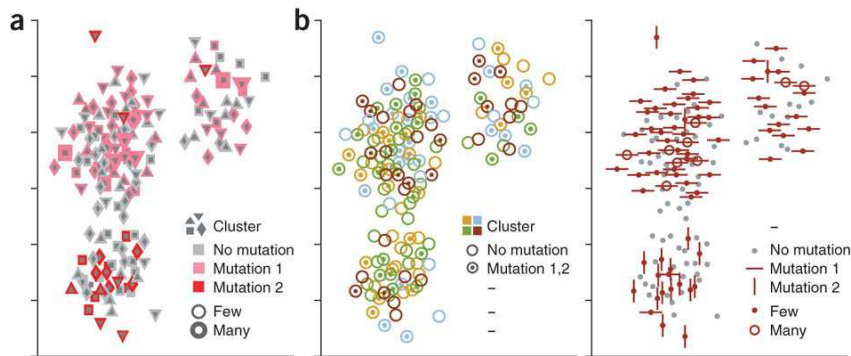 a
Cluster
No mutation
Mutation 1
Mutation 2
Few
Many
b
Cluster
No mutation
Mutation 1,2
–
–
–
–
No mutation
Mutation 1
Mutation 2
Few
Many